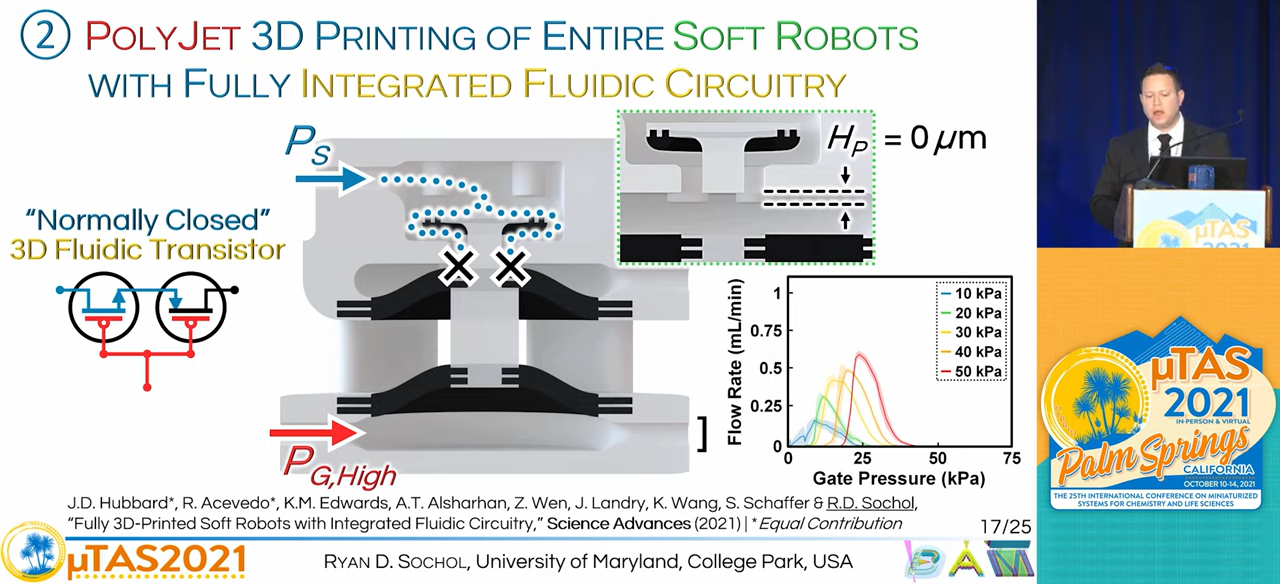 ② POLYJET 3D PRINTING OF ENTIRE SOFT ROBOTS
WITH FULLY INTEGRATED FLUIDIC CIRCUITRY
P_S
H_P = 0 µm
"Normally Closed"
3D Fluidic Transistor
P_G,High
Flow Rate (mL/min)
1
0.75
0.5
0.25
0
10 kPa
20 kPa
30 kPa
40 kPa
50 kPa
0 25 50 75
Gate Pressure (kPa)
J.D. Hubbard*, R. Acevedo*, K.M. Edwards, A.T. Alsharhan, Z. Wen, J. Landry, K. Wang, S. Schaffer & R.D. Sochol,
"Fully 3D-Printed Soft Robots with Integrated Fluidic Circuitry," Science Advances (2021) | *Equal Contribution
17/25
µTAS2021
RYAN D. SOCHOL, UNIVERSITY OF MARYLAND, COLLEGE PARK, USA
BAM
µTAS
2021
µTAS
2021
IN-PERSON & VIRTUAL
Palm Springs
CALIFORNIA
OCTOBER 10-14, 2021
THE 25TH INTERNATIONAL CONFERENCE ON MINIATURIZED
SYSTEMS FOR CHEMISTRY AND LIFE SCIENCES